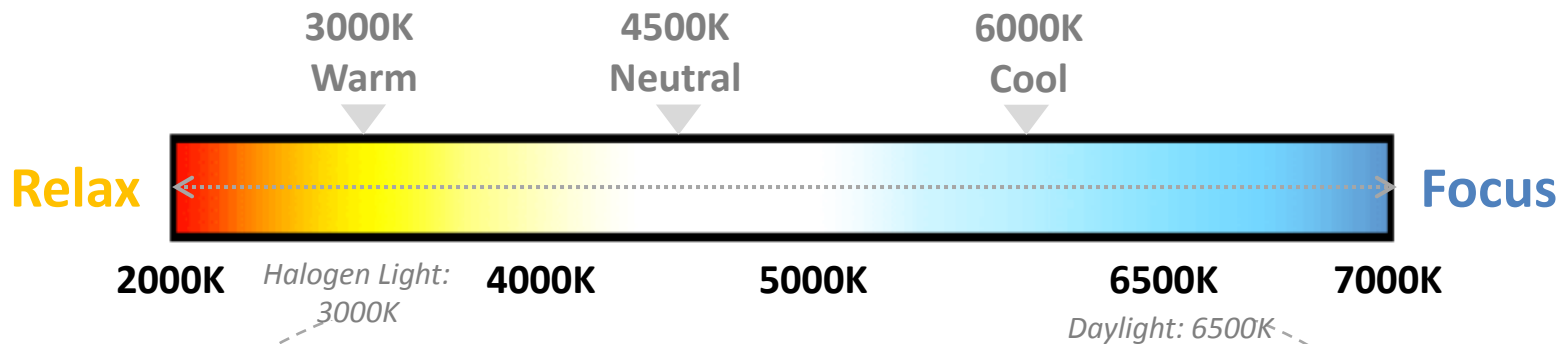 3000K 4500K 6000K
Warm Neutral Cool
Relax Focus
2000K Halogen Light: 4000K 5000K 6500K 7000K
3000K
Daylight: 6500K